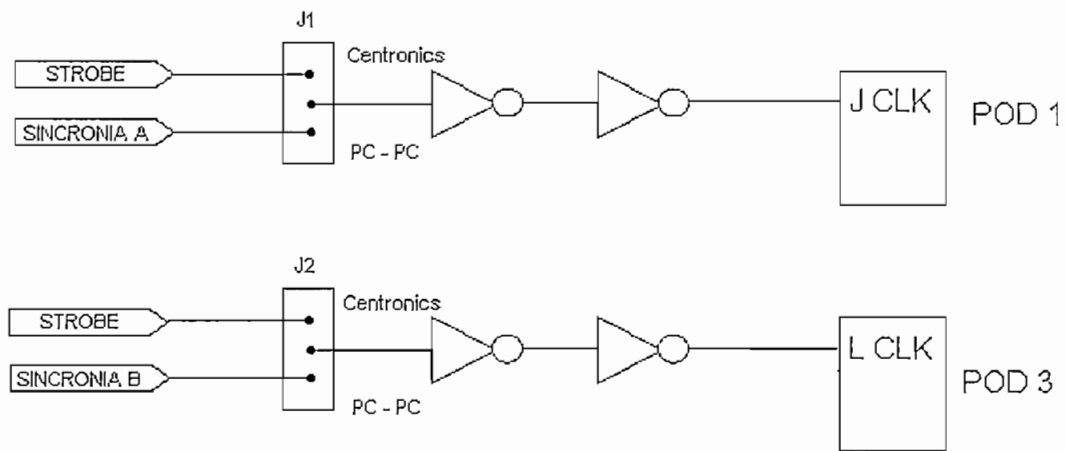 J1
Centronics
STROBE
SINCRONIA A
PC - PC
J CLK
POD 1
J2
Centronics
STROBE
SINCRONIA B
PC - PC
L CLK
POD 3